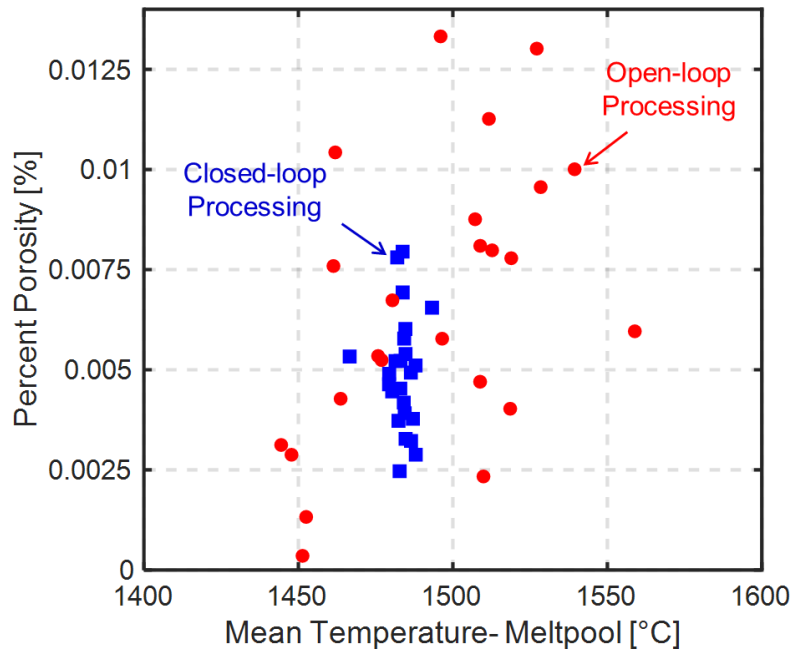 0.0125
0.01
0.0075
0.005
0.0025
0
1400
1450
1500
1550
1600
Percent Porosity [%]
Mean Temperature- Meltpool [°C]
Open-loop
Processing
Closed-loop
Processing